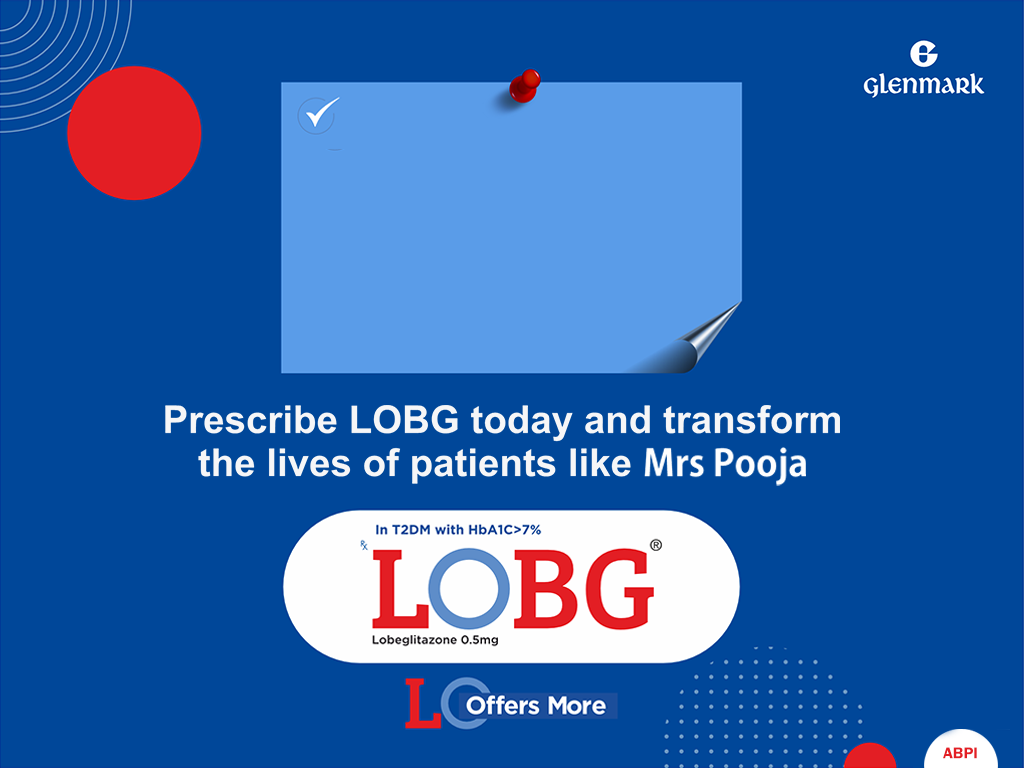 GLENMARK
Prescribe LOBG today and transform
the lives of patients like Mrs Pooja
In T2DM with HbA1C>7%
Rx
LOBG®
Lobeglitazone 0.5mg
LO Offers More
ABPI